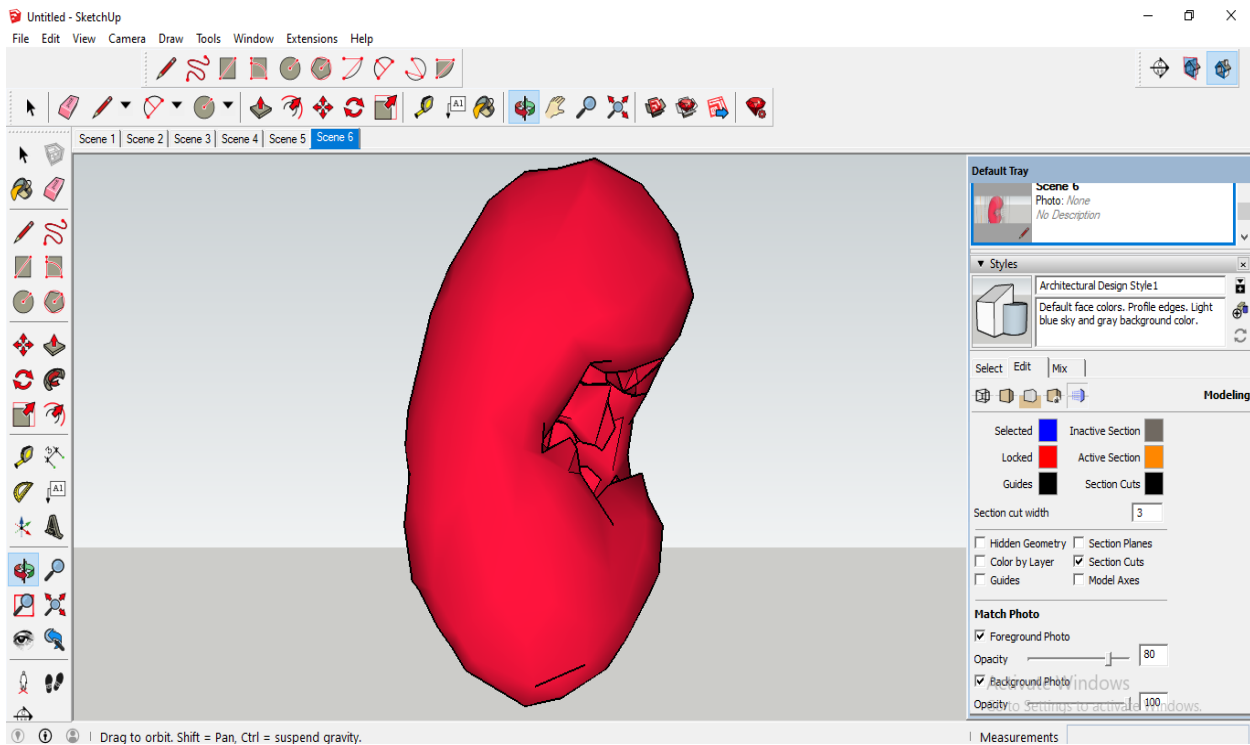 Untitled - SketchUp
File Edit View Camera Draw Tools Window Extensions Help
A1
Scene 1 Scene 2 Scene 3 Scene 4 Scene 5 Scene 6
Default Tray
Scene 6
Photo: None
No Description
Styles
Architectural Design Style1
Default face colors. Profile edges. Light
blue sky and gray background color.
Select Edit Mix
Modeling
Selected Inactive Section
Locked Active Section
Guides Section Cuts
Section cut width 3
Hidden Geometry Section Planes
Color by Layer Section Cuts
Guides Model Axes
Match Photo
Foreground Photo
Opacity 80
Background Photo
Opacity 100
Activate Windows
Go to Settings to activate Windows.
A1
Drag to orbit. Shift = Pan, Ctrl = suspend gravity.
Measurements